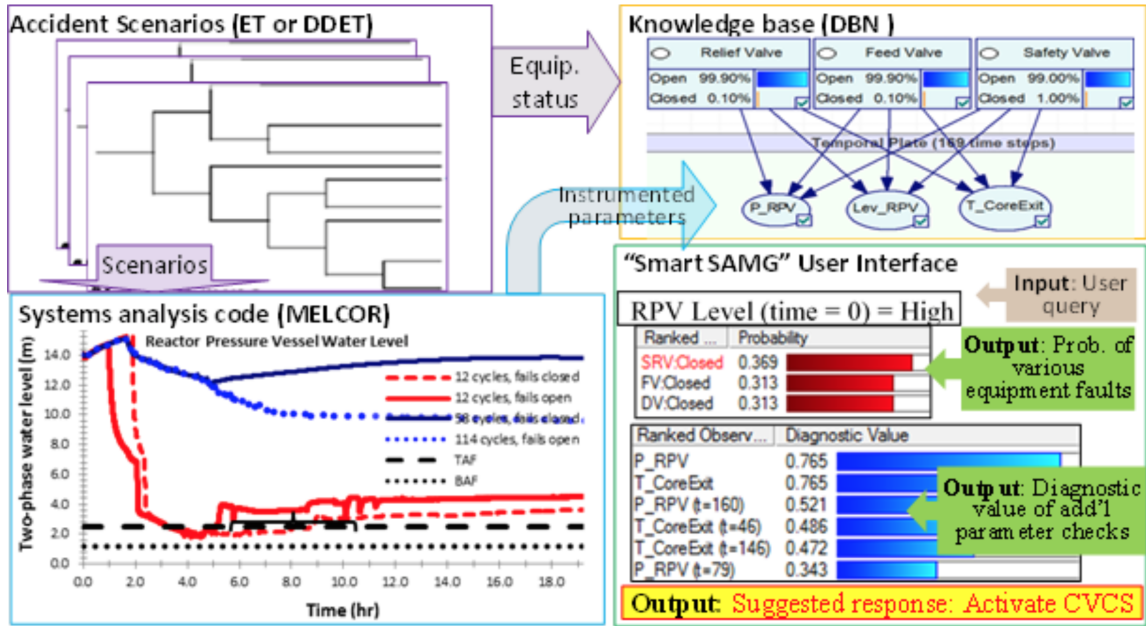 Accident Scenarios (ET or DDET)
Equip.
status
Scenarios
Knowledge base (DBN )
Relief Valve
Open 99.90%
Closed 0.10%
Feed Valve
Open 99.90%
Closed 0.10%
Safety Valve
Open 99.00%
Closed 1.00%
Temporal Plate (169 time steps)
P_RPV
Lev_RPV
T_CoreExit
Instrumented
parameters
Systems analysis code (MELCOR)
Reactor Pressure Vessel Water Level
Two-phase water level (m)
14.0
12.0
10.0
8.0
6.0
4.0
2.0
0.0
12 cycles, fails closed
12 cycles, fails open
58 cycles, fails closed
114 cycles, fails open
TAF
BAF
0.0 2.0 4.0 6.0 8.0 10.0 12.0 14.0 16.0 18.0
Time (hr)
“Smart SAMG” User Interface
Input: User
query
RPV Level (time = 0) = High
Ranked ... Probability
SRV:Closed 0.369
FV:Closed 0.313
DV:Closed 0.313
Output: Prob. of
various
equipment faults
Ranked Observ... Diagnostic Value
P_RPV 0.765
T_CoreExit 0.765
P_RPV (t=160) 0.521
T_CoreExit (t=46) 0.486
T_CoreExit (t=146) 0.472
P_RPV (t=79) 0.343
Output: Diagnostic
value of add’l
parameter checks
Output: Suggested response: Activate CVCS